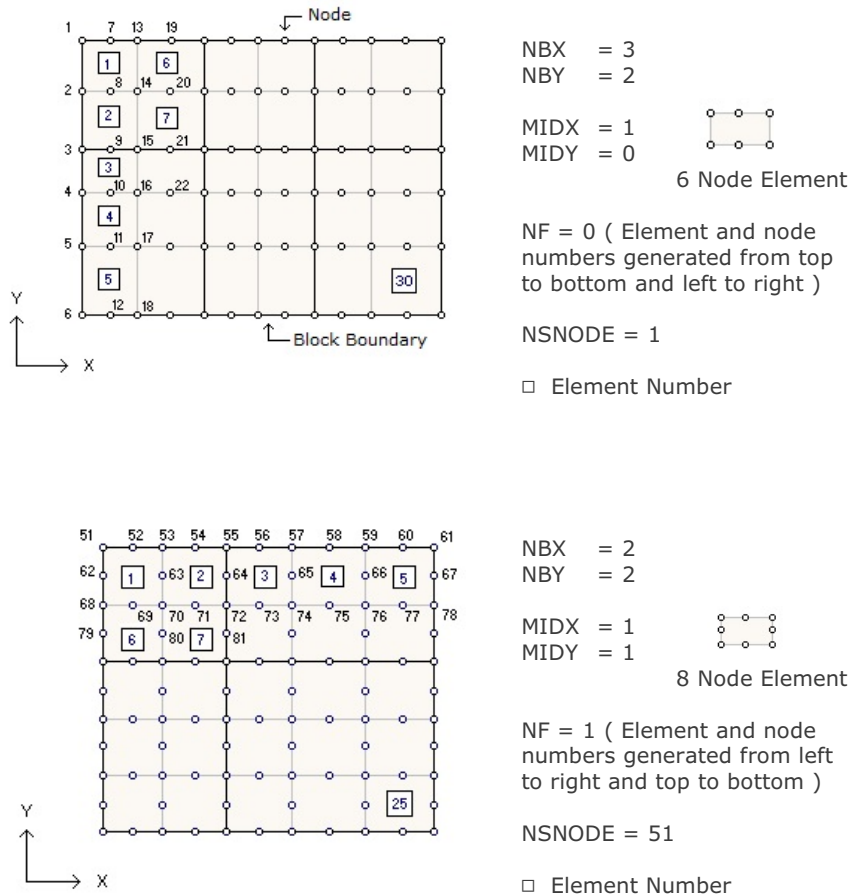 Node
1 7 13 19
1 6
2 8 14 20
2 7
3 9 15 21
3
4 10 16 22
4
5 11 17
5 30
6 12 18
Block Boundary
Y
X
NBX = 3
NBY = 2
MIDX = 1
MIDY = 0
6 Node Element
NF = 0 ( Element and node
numbers generated from top
to bottom and left to right )
NSNODE = 1
Element Number
51 52 53 54 55 56 57 58 59 60 61
62 1 63 2 64 3 65 4 66 5 67
68 69 70 71 72 73 74 75 76 77 78
79 6 80 7 81
25
Y
X
NBX = 2
NBY = 2
MIDX = 1
MIDY = 1
8 Node Element
NF = 1 ( Element and node
numbers generated from left
to right and top to bottom )
NSNODE = 51
Element Number